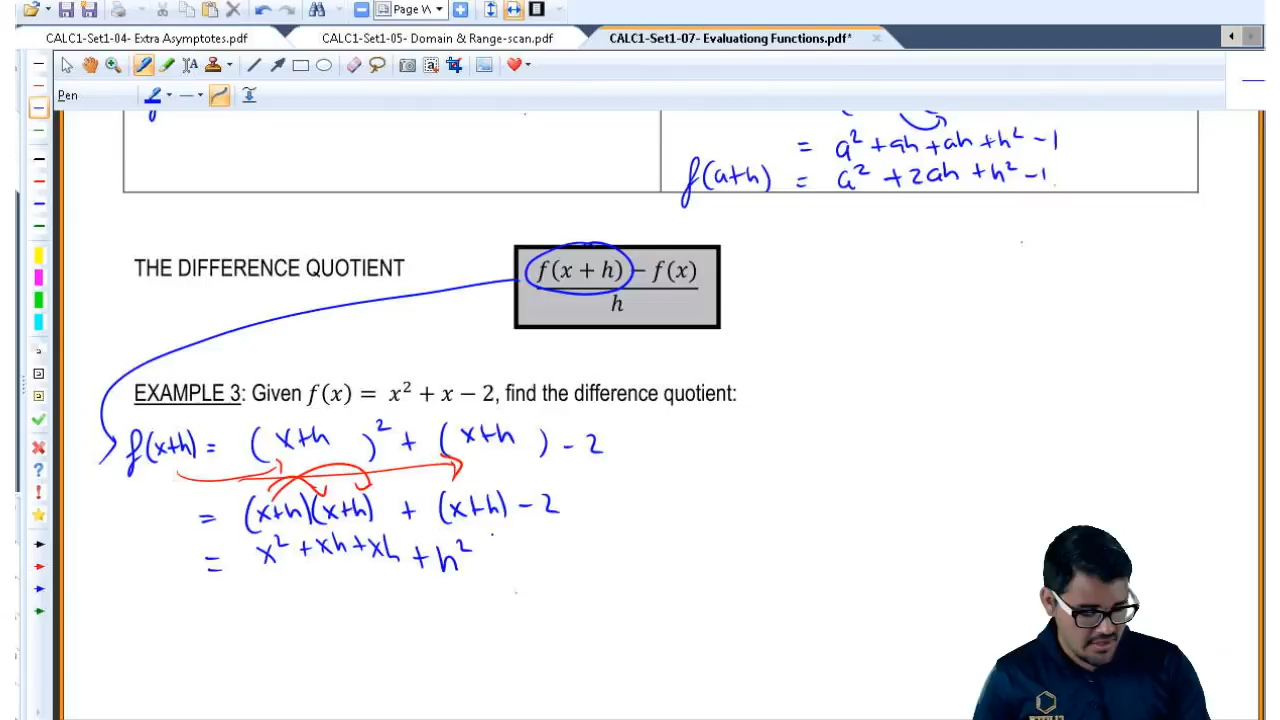 Page W
CALC1-Set1-04- Extra Asymptotes.pdf
CALC1-Set1-05- Domain & Range-scan.pdf
CALC1-Set1-07- Evaluationg Functions.pdf*
Pen
= a² + ah + ah + h² - 1
f(a+h) = a² + 2ah + h² - 1
THE DIFFERENCE QUOTIENT
f(x + h) − f(x)
h
EXAMPLE 3: Given f(x) = x² + x − 2, find the difference quotient:
f(x+h) = ( x+h )² + ( x+h ) - 2
= (x+h)(x+h) + (x+h) - 2
= x² + xh + xh + h²